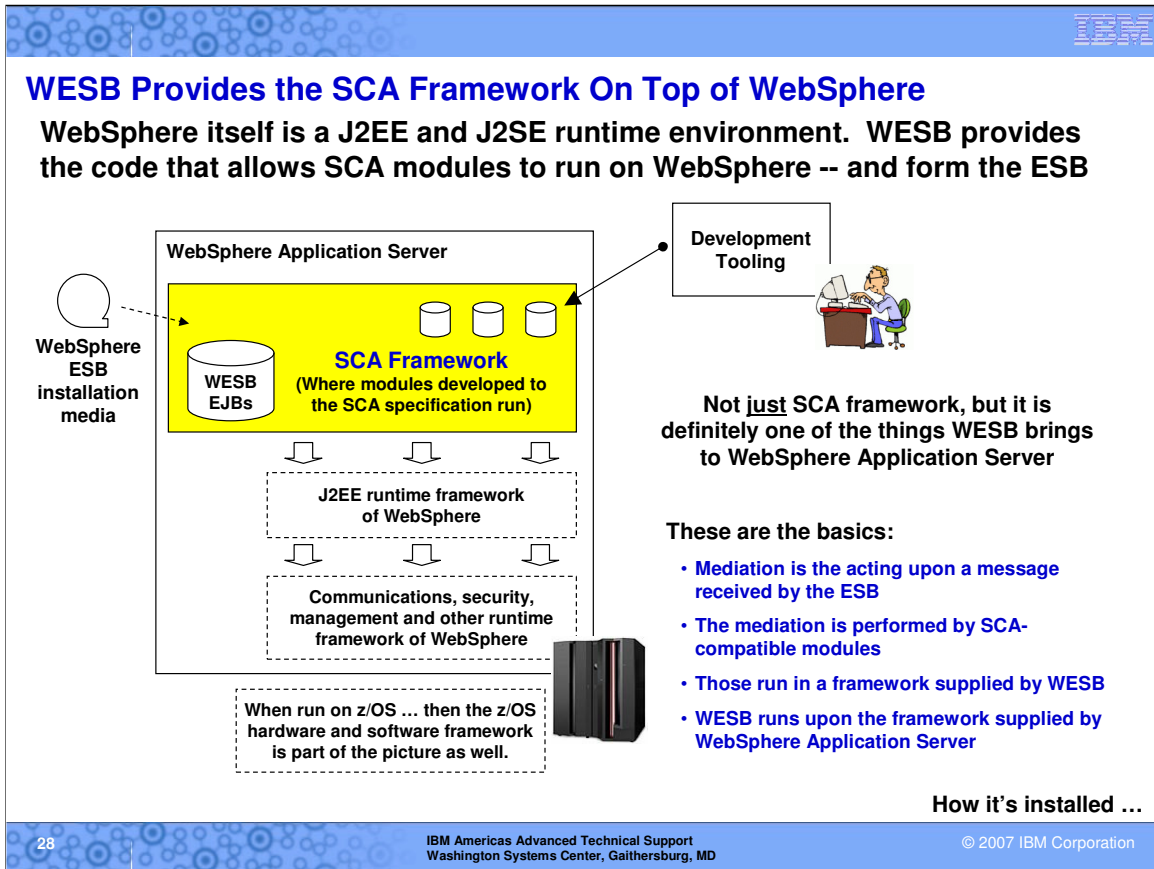 IBM
WESB Provides the SCA Framework On Top of WebSphere
WebSphere itself is a J2EE and J2SE runtime environment. WESB provides
the code that allows SCA modules to run on WebSphere -- and form the ESB
WebSphere Application Server
Development
Tooling
WebSphere
ESB
installation
media
WESB
EJBs
SCA Framework
(Where modules developed to
the SCA specification run)
Not just SCA framework, but it is
definitely one of the things WESB brings
to WebSphere Application Server
J2EE runtime framework
of WebSphere
Communications, security,
management and other runtime
framework of WebSphere
When run on z/OS … then the z/OS
hardware and software framework
is part of the picture as well.
These are the basics:
• Mediation is the acting upon a message
received by the ESB
• The mediation is performed by SCA-
compatible modules
• Those run in a framework supplied by WESB
• WESB runs upon the framework supplied by
WebSphere Application Server
How it's installed …
28
IBM Americas Advanced Technical Support
Washington Systems Center, Gaithersburg, MD
© 2007 IBM Corporation